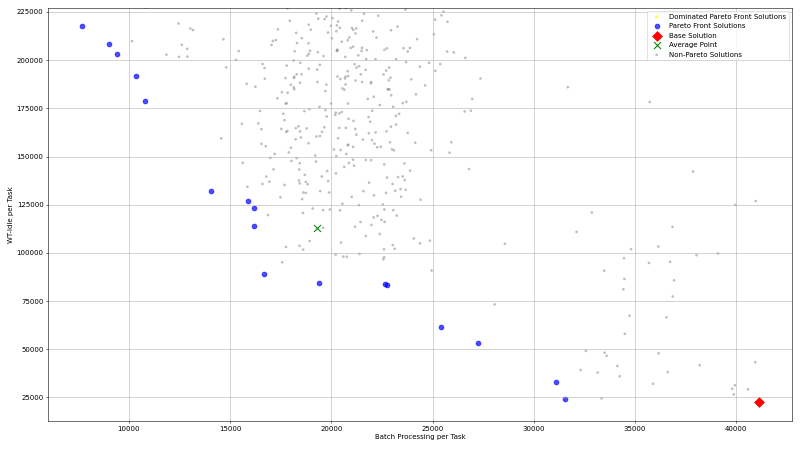 225000
200000
175000
150000
125000
100000
75000
50000
25000
WT-Idle per Task
Dominated Pareto Front Solutions
Pareto Front Solutions
Base Solution
Average Point
Non-Pareto Solutions
10000 15000 20000 25000 30000 35000 40000
Batch Processing per Task